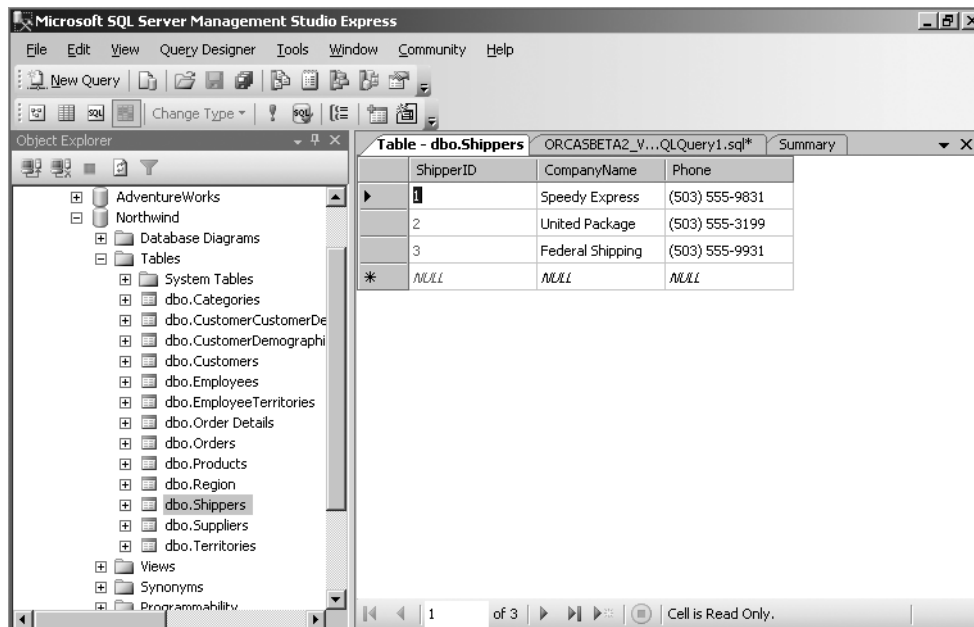 Microsoft SQL Server Management Studio Express
File Edit View Query Designer Tools Window Community Help
New Query
SQL Change Type SQL
Object Explorer
Table - dbo.Shippers ORCASBETA2_V...QLQuery1.sql* Summary
AdventureWorks
Northwind
Database Diagrams
Tables
System Tables
dbo.Categories
dbo.CustomerCustomerDe
dbo.CustomerDemographi
dbo.Customers
dbo.Employees
dbo.EmployeeTerritories
dbo.Order Details
dbo.Orders
dbo.Products
dbo.Region
dbo.Shippers
dbo.Suppliers
dbo.Territories
Views
Synonyms
Programmability
ShipperID CompanyName Phone
1 Speedy Express (503) 555-9831
2 United Package (503) 555-3199
3 Federal Shipping (503) 555-9931
NULL NULL NULL
1 of 3 Cell is Read Only.